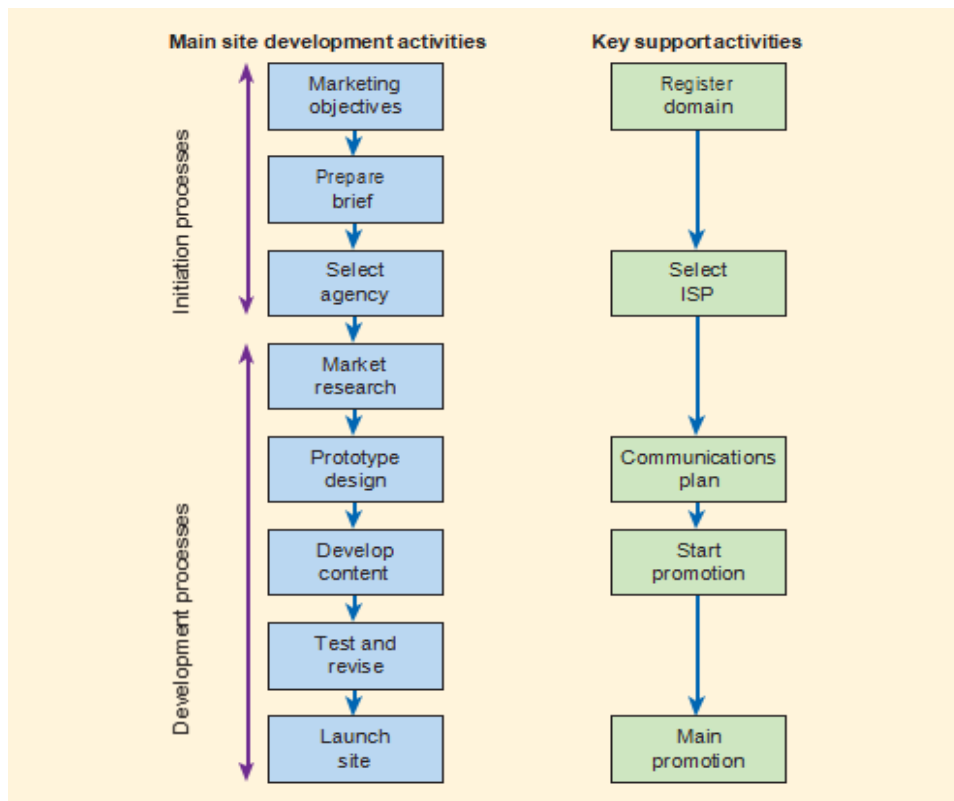 Main site development activities
Key support activities
Initiation processes
Marketing
objectives
Prepare
brief
Select
agency
Register
domain
Select
ISP
Development processes
Market
research
Prototype
design
Develop
content
Test and
revise
Launch
site
Communications
plan
Start
promotion
Main
promotion